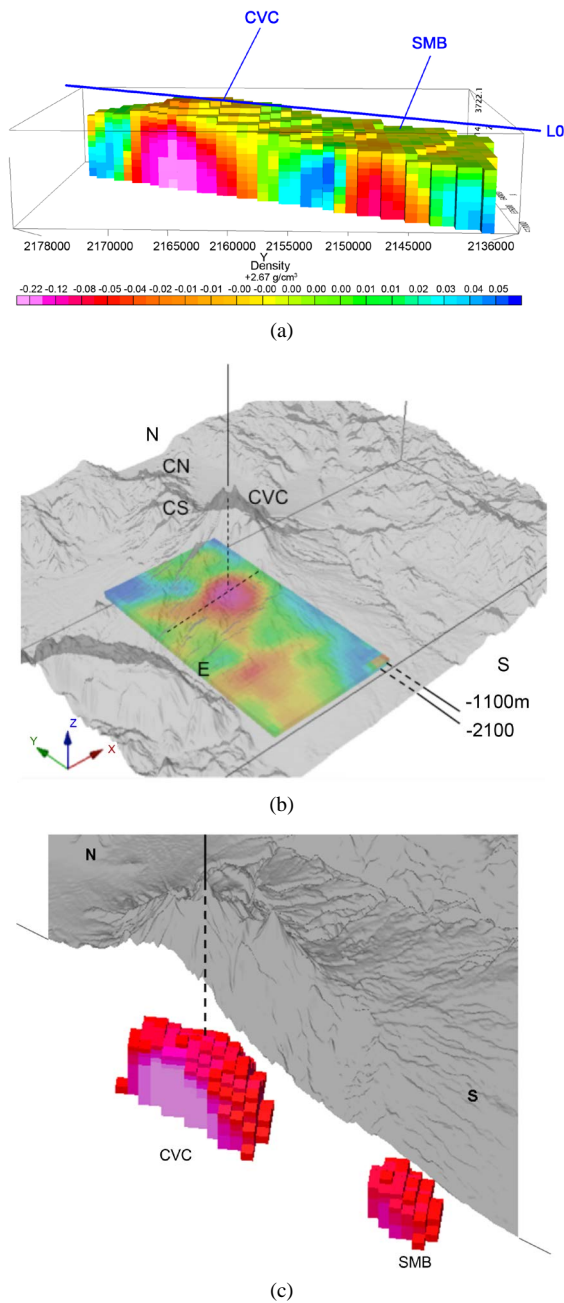 CVC
SMB
3722.1
L0
2178000 2170000 2165000 2160000 2155000 2150000 2145000 2136000
Y
Density
+2.67 g/cm³
-0.22 -0.12 -0.08 -0.05 -0.04 -0.02 -0.01 -0.00 -0.00 -0.00 0.00 0.00 0.01 0.01 0.02 0.03 0.04 0.05
(a)
N
CN
CS CVC
E
S
-1100m
-2100
Z
Y
X
(b)
N
S
CVC
SMB
(c)